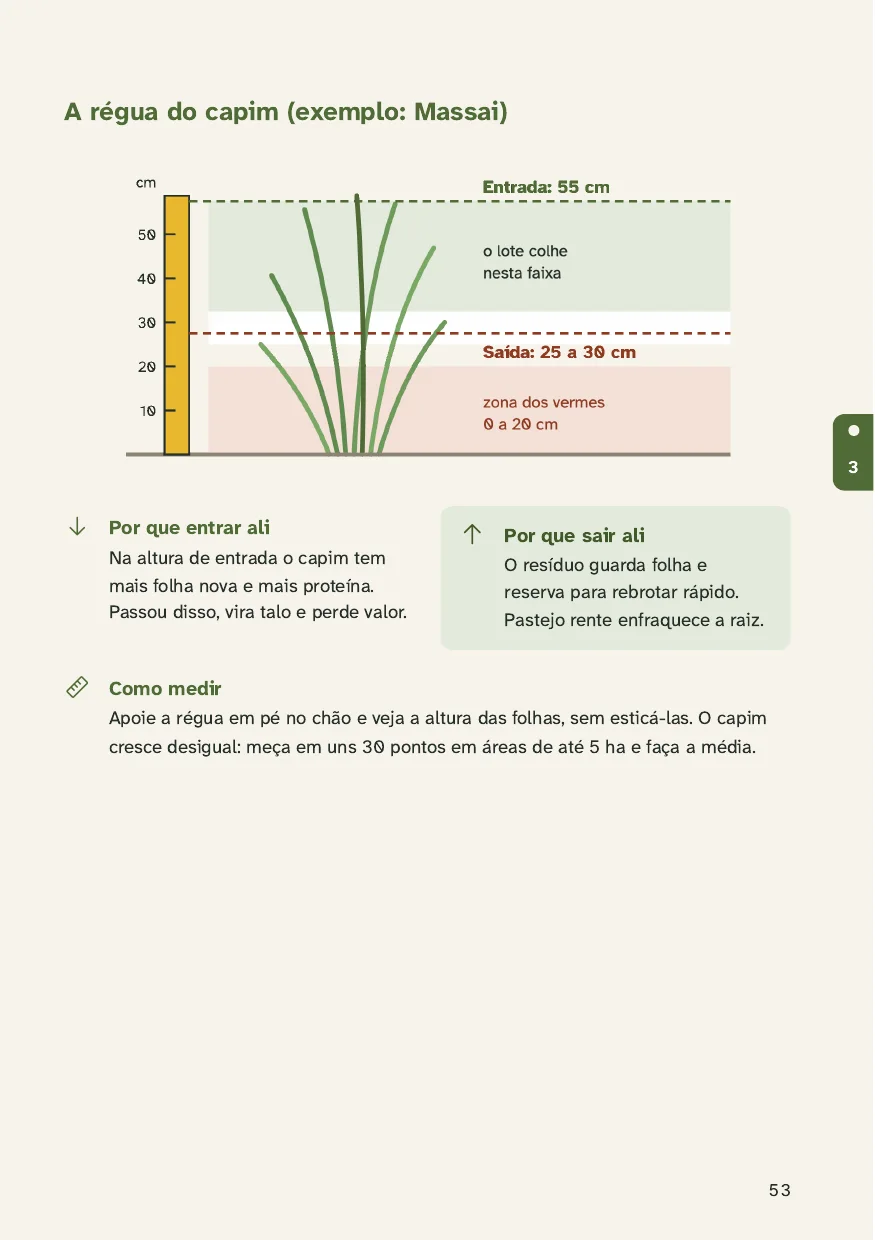 A régua do capim (exemplo: Massai)
cm
Entrada: 55 cm
50
o lote colhe
nesta faixa
40
30
Saída: 25 a 30 cm
20
zona dos vermes
10
0 a 20 cm
3
Por que entrar ali
Na altura de entrada o capim tem
mais folha nova e mais proteína.
Passou disso, vira talo e perde valor.
Por que sair ali
O resíduo guarda folha e
reserva para rebrotar rápido.
Pastejo rente enfraquece a raiz.
Como medir
Apoie a régua em pé no chão e veja a altura das folhas, sem esticá-las. O capim
cresce desigual: meça em uns 30 pontos em áreas de até 5 ha e faça a média.
53